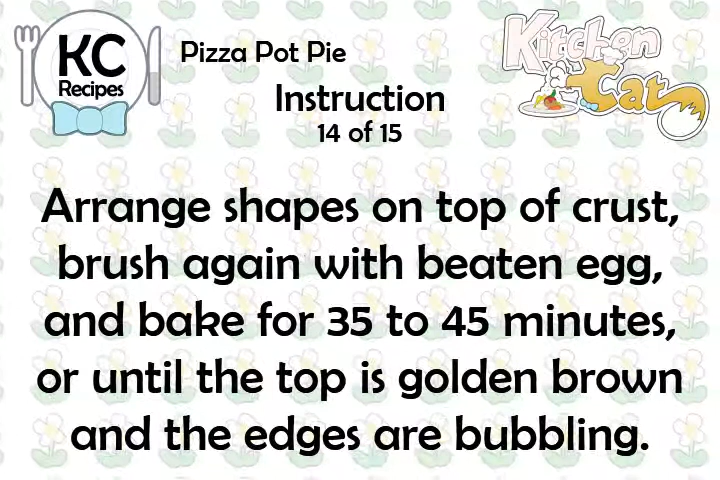 KC
Recipes
Pizza Pot Pie
Kitchen
Cat
Instruction
14 of 15
Arrange shapes on top of crust,
brush again with beaten egg,
and bake for 35 to 45 minutes,
or until the top is golden brown
and the edges are bubbling.